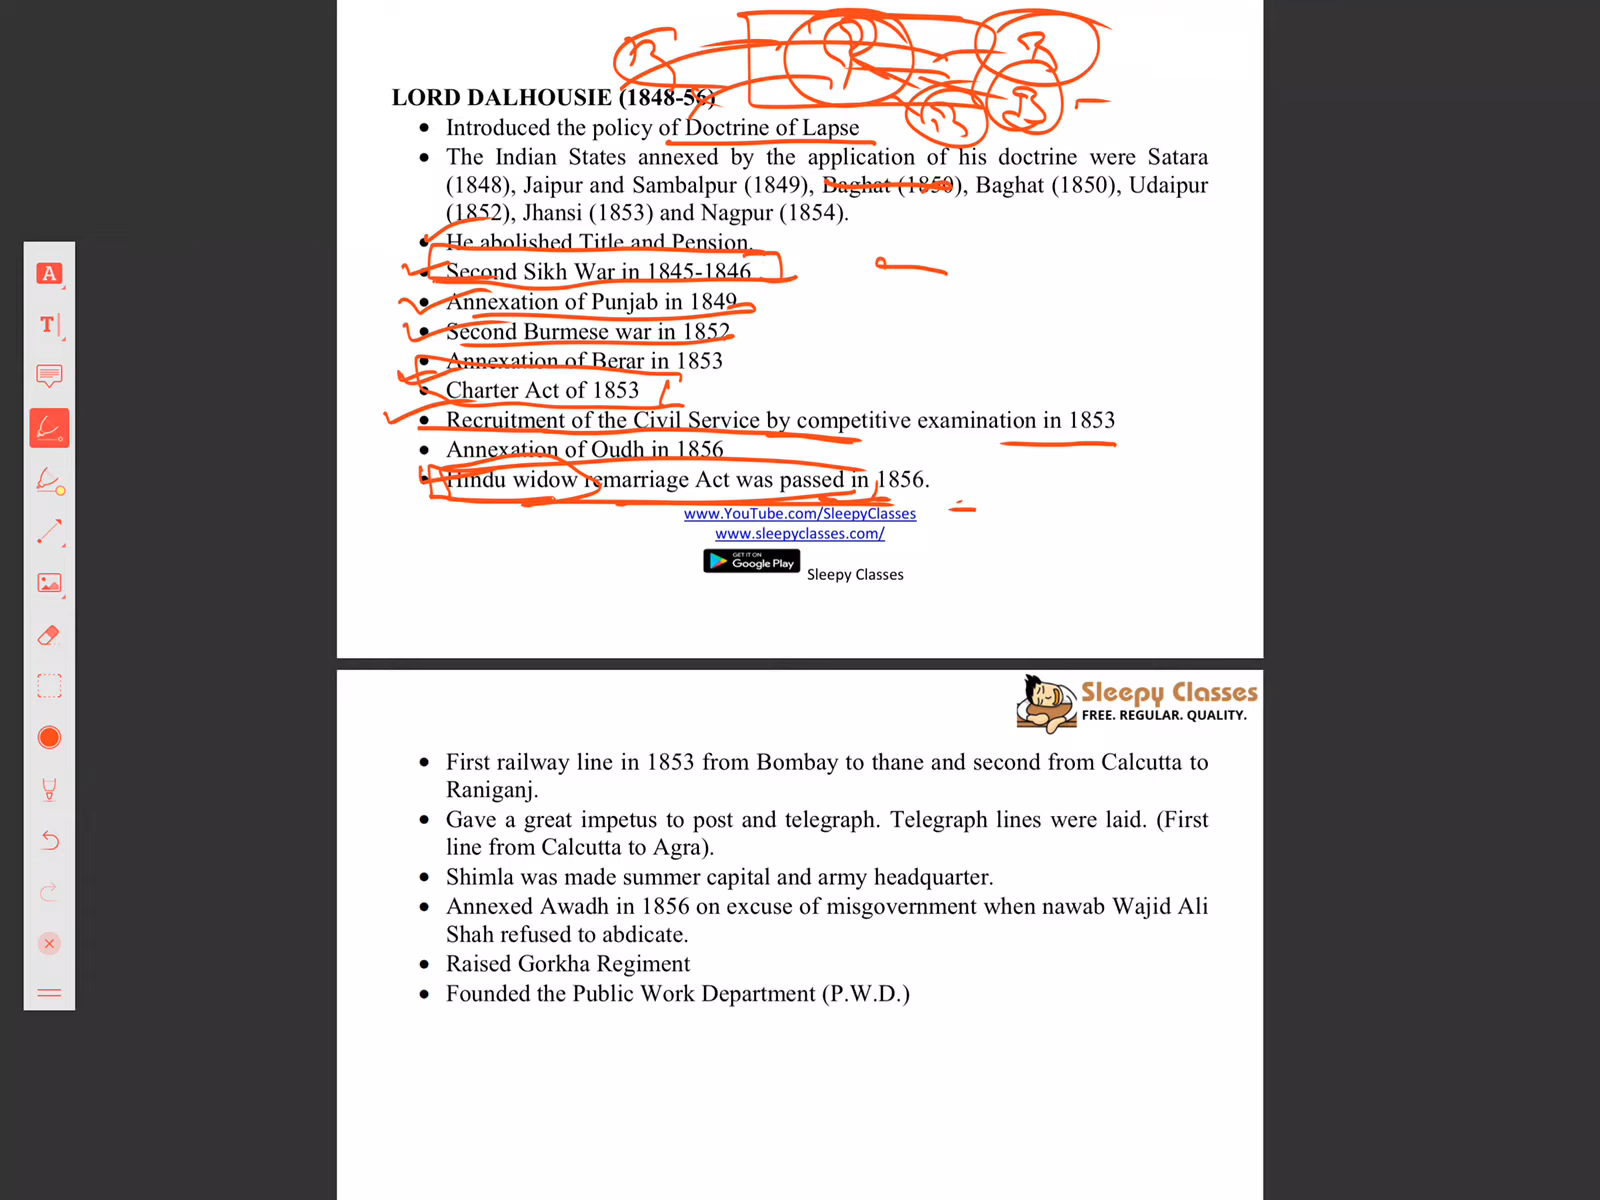 LORD DALHOUSIE (1848-56)
• Introduced the policy of Doctrine of Lapse
• The Indian States annexed by the application of his doctrine were Satara
(1848), Jaipur and Sambalpur (1849), Baghat (1850), Baghat (1850), Udaipur
(1852), Jhansi (1853) and Nagpur (1854).
• He abolished Title and Pension.
• Second Sikh War in 1845-1846
• Annexation of Punjab in 1849
• Second Burmese war in 1852
• Annexation of Berar in 1853
• Charter Act of 1853
• Recruitment of the Civil Service by competitive examination in 1853
• Annexation of Oudh in 1856
• Hindu widow remarriage Act was passed in 1856.
www.YouTube.com/SleepyClasses
www.sleepyclasses.com/
GET IT ON
Google Play
Sleepy Classes
Sleepy Classes
FREE. REGULAR. QUALITY.
• First railway line in 1853 from Bombay to thane and second from Calcutta to
Raniganj.
• Gave a great impetus to post and telegraph. Telegraph lines were laid. (First
line from Calcutta to Agra).
• Shimla was made summer capital and army headquarter.
• Annexed Awadh in 1856 on excuse of misgovernment when nawab Wajid Ali
Shah refused to abdicate.
• Raised Gorkha Regiment
• Founded the Public Work Department (P.W.D.)